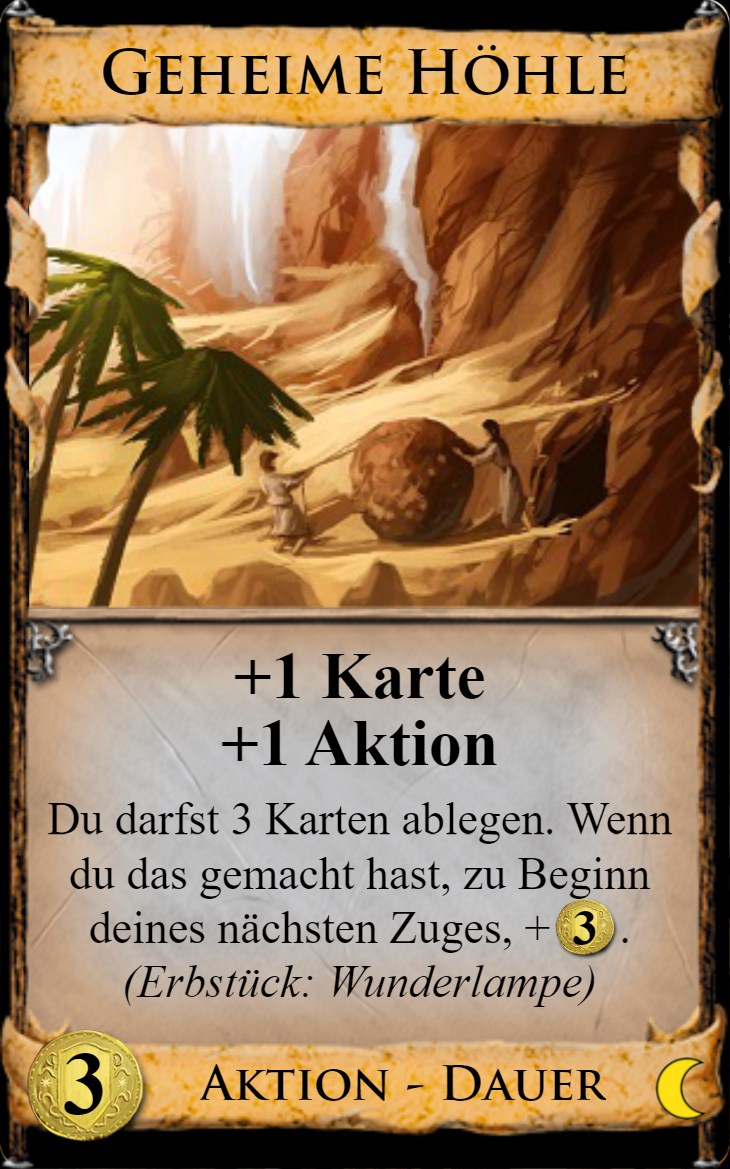 Geheime Höhle
+1 Karte
+1 Aktion
Du darfst 3 Karten ablegen. Wenn
du das gemacht hast, zu Beginn
deines nächsten Zuges, +3.
(Erbstück: Wunderlampe)
3 Aktion - Dauer